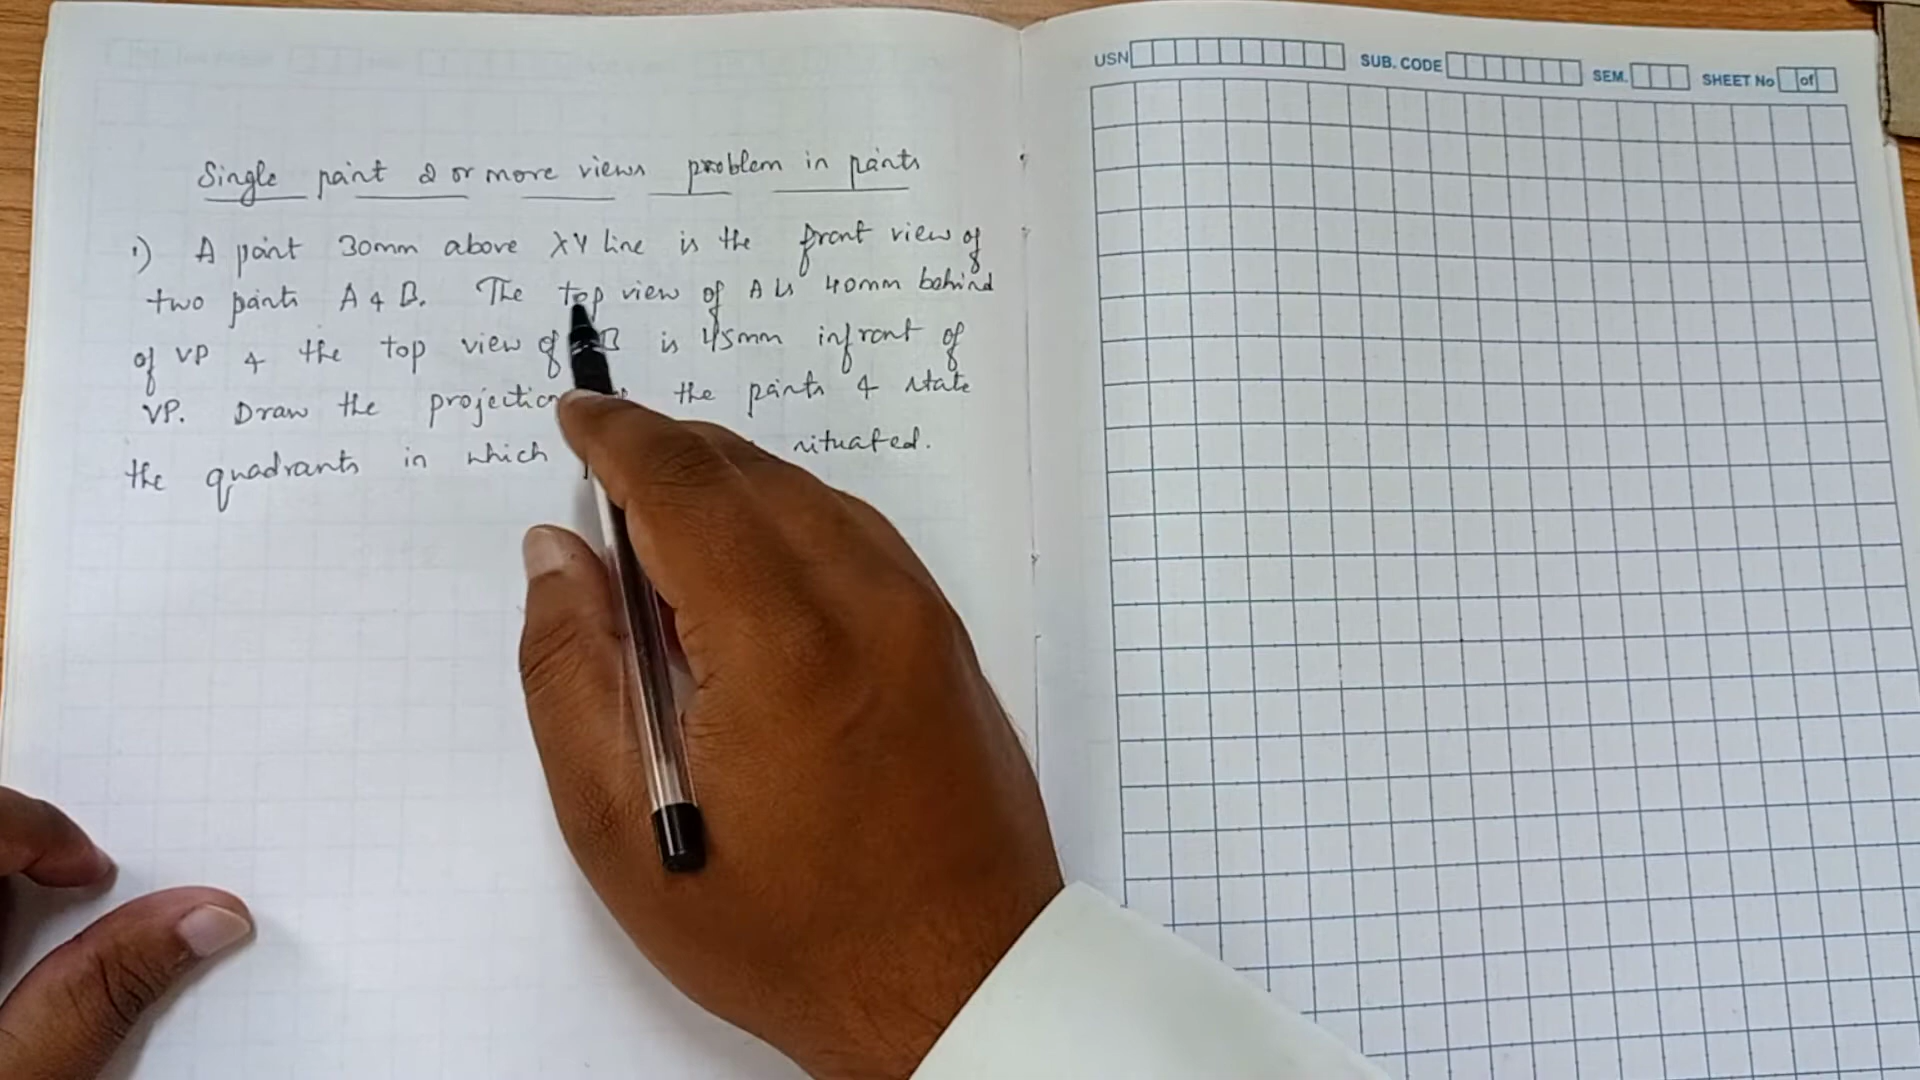 Single point 2 or more views problem in points
1) A point 30mm above XY line is the front view of
two points A & B. The top view of A is 40mm behind
of VP & the top view of B is 45mm infront of
VP. Draw the projection the points & state
the quadrants in which situated.
USN SUB. CODE SEM. SHEET No of